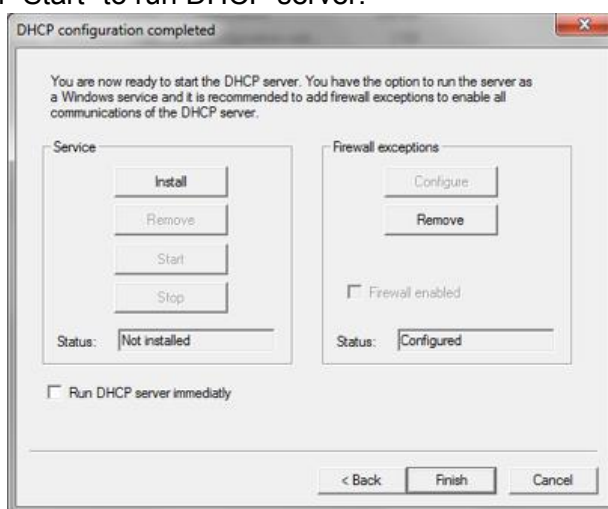 "Start" to run DHCP server.
DHCP configuration completed
You are now ready to start the DHCP server. You have the option to run the server as
a Windows service and it is recommended to add firewall exceptions to enable all
communications of the DHCP server.
Service
Install
Remove
Start
Stop
Status: Not installed
Firewall exceptions
Configure
Remove
Firewall enabled
Status: Configured
Run DHCP server immediatly
< Back Finish Cancel